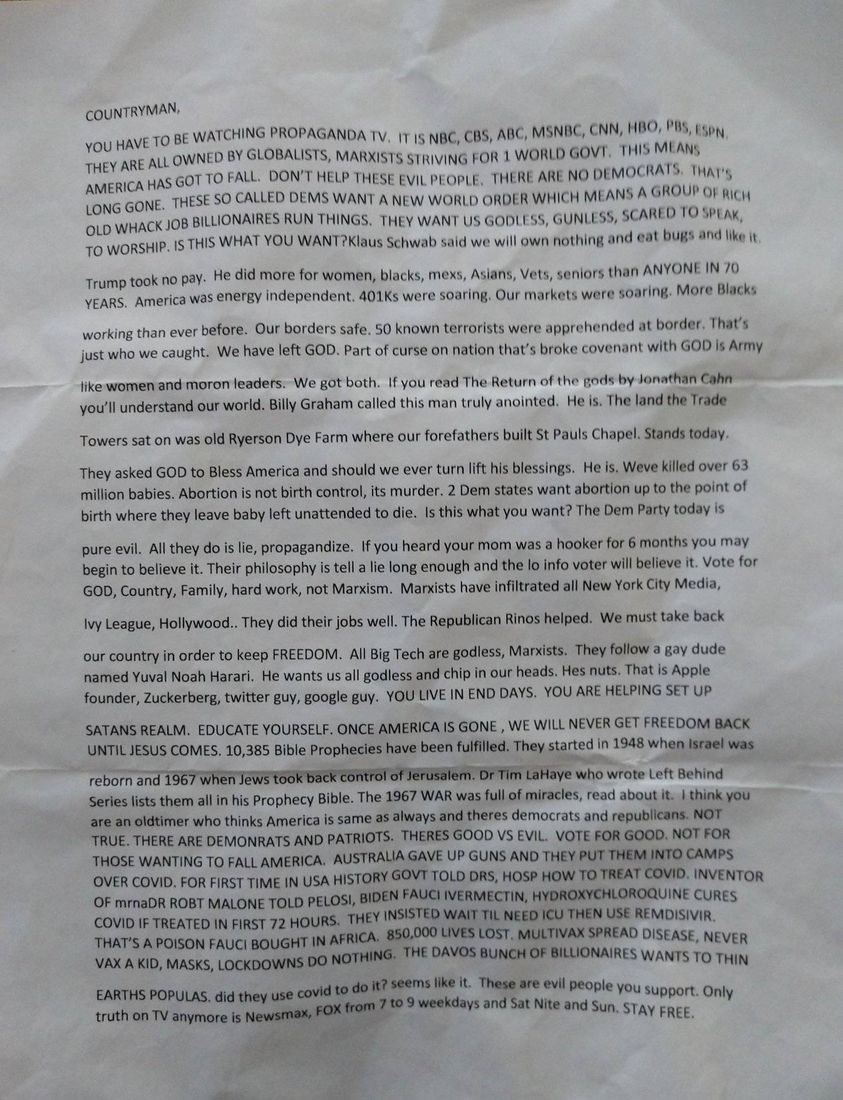 COUNTRYMAN,
YOU HAVE TO BE WATCHING PROPAGANDA TV. IT IS NBC, CBS, ABC, MSNBC, CNN, HBO, PBS, ESPN.
THEY ARE ALL OWNED BY GLOBALISTS, MARXISTS STRIVING FOR 1 WORLD GOVT. THIS MEANS
AMERICA HAS GOT TO FALL. DON'T HELP THESE EVIL PEOPLE. THERE ARE NO DEMOCRATS. THAT'S
LONG GONE. THESE SO CALLED DEMS WANT A NEW WORLD ORDER WHICH MEANS A GROUP OF RICH
OLD WHACK JOB BILLIONAIRES RUN THINGS. THEY WANT US GODLESS, GUNLESS, SCARED TO SPEAK,
TO WORSHIP. IS THIS WHAT YOU WANT?Klaus Schwab said we will own nothing and eat bugs and like it.
Trump took no pay. He did more for women, blacks, mexs, Asians, Vets, seniors than ANYONE IN 70
YEARS. America was energy independent. 401Ks were soaring. Our markets were soaring. More Blacks
working than ever before. Our borders safe. 50 known terrorists were apprehended at border. That's
just who we caught. We have left GOD. Part of curse on nation that's broke covenant with GOD is Army
like women and moron leaders. We got both. If you read The Return of the gods by Jonathan Cahn
you'll understand our world. Billy Graham called this man truly anointed. He is. The land the Trade
Towers sat on was old Ryerson Dye Farm where our forefathers built St Pauls Chapel. Stands today.
They asked GOD to Bless America and should we ever turn lift his blessings. He is. Weve killed over 63
million babies. Abortion is not birth control, its murder. 2 Dem states want abortion up to the point of
birth where they leave baby left unattended to die. Is this what you want? The Dem Party today is
pure evil. All they do is lie, propagandize. If you heard your mom was a hooker for 6 months you may
begin to believe it. Their philosophy is tell a lie long enough and the lo info voter will believe it. Vote for
GOD, Country, Family, hard work, not Marxism. Marxists have infiltrated all New York City Media,
Ivy League, Hollywood.. They did their jobs well. The Republican Rinos helped. We must take back
our country in order to keep FREEDOM. All Big Tech are godless, Marxists. They follow a gay dude
named Yuval Noah Harari. He wants us all godless and chip in our heads. Hes nuts. That is Apple
founder, Zuckerberg, twitter guy, google guy. YOU LIVE IN END DAYS. YOU ARE HELPING SET UP
SATANS REALM. EDUCATE YOURSELF. ONCE AMERICA IS GONE , WE WILL NEVER GET FREEDOM BACK
UNTIL JESUS COMES. 10,385 Bible Prophecies have been fulfilled. They started in 1948 when Israel was
reborn and 1967 when Jews took back control of Jerusalem. Dr Tim LaHaye who wrote Left Behind
Series lists them all in his Prophecy Bible. The 1967 WAR was full of miracles, read about it. I think you
are an oldtimer who thinks America is same as always and theres democrats and republicans. NOT
TRUE. THERE ARE DEMONRATS AND PATRIOTS. THERES GOOD VS EVIL. VOTE FOR GOOD. NOT FOR
THOSE WANTING TO FALL AMERICA. AUSTRALIA GAVE UP GUNS AND THEY PUT THEM INTO CAMPS
OVER COVID. FOR FIRST TIME IN USA HISTORY GOVT TOLD DRS, HOSP HOW TO TREAT COVID. INVENTOR
OF mrnaDR ROBT MALONE TOLD PELOSI, BIDEN FAUCI IVERMECTIN, HYDROXYCHLOROQUINE CURES
COVID IF TREATED IN FIRST 72 HOURS. THEY INSISTED WAIT TIL NEED ICU THEN USE REMDISIVIR.
THAT'S A POISON FAUCI BOUGHT IN AFRICA. 850,000 LIVES LOST. MULTIVAX SPREAD DISEASE, NEVER
VAX A KID, MASKS, LOCKDOWNS DO NOTHING. THE DAVOS BUNCH OF BILLIONAIRES WANTS TO THIN
EARTHS POPULAS. did they use covid to do it? seems like it. These are evil people you support. Only
truth on TV anymore is Newsmax, FOX from 7 to 9 weekdays and Sat Nite and Sun. STAY FREE.